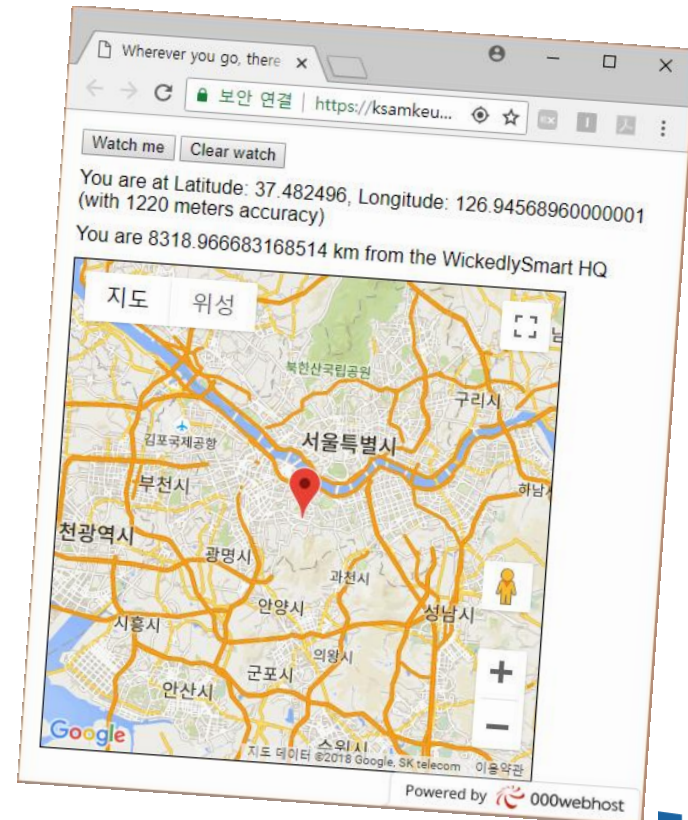 Wherever you go, there
보안 연결 | https://ksamkeu...
Watch me Clear watch
You are at Latitude: 37.482496, Longitude: 126.94568960000001
(with 1220 meters accuracy)
You are 8318.966683168514 km from the WickedlySmart HQ
지도 위성
북한산국립공원
구리시
김포국제공항
서울특별시
부천시
하남
천광역시
광명시
과천시
안양시
성남시
시흥시
의왕시
군포시
안산시
Google
지도 데이터 ©2018 Google, SK telecom 이용약관
Powered by 000webhost